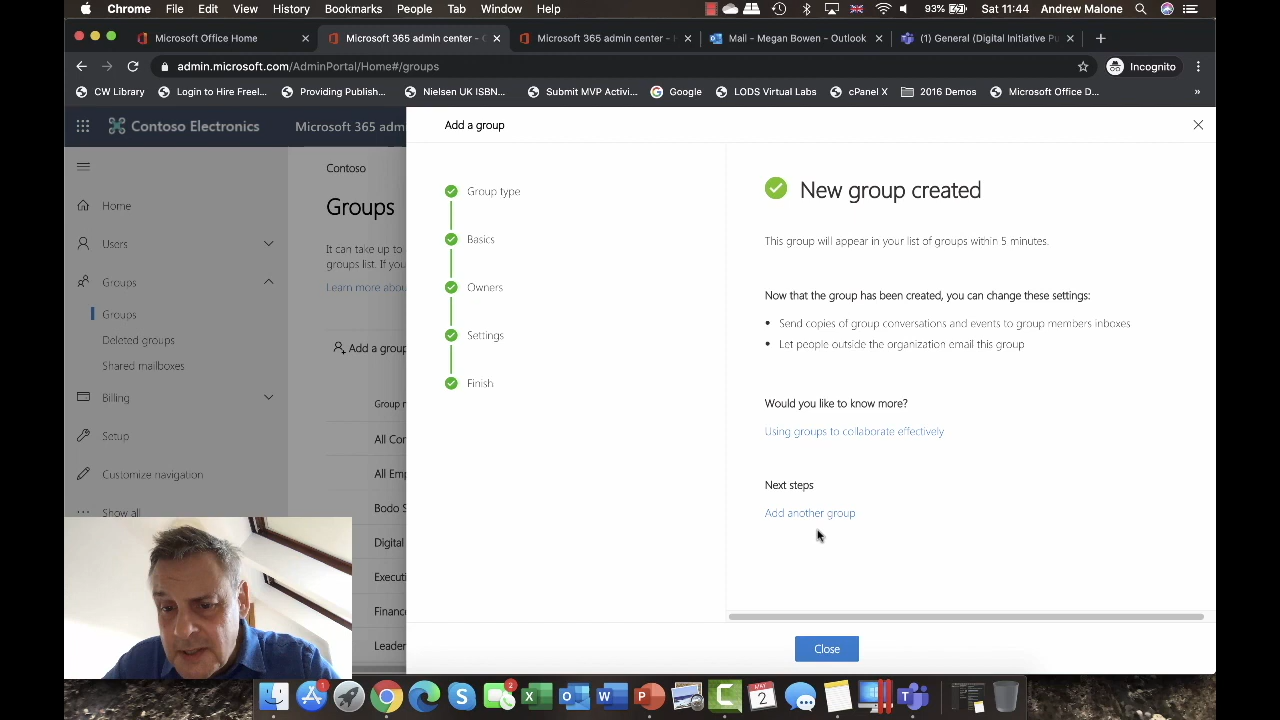 Chrome File Edit View History Bookmarks People Tab Window Help 93% Sat 11:44 Andrew Malone
Microsoft Office Home
Microsoft 365 admin center -
Microsoft 365 admin center -
Mail – Megan Bowen – Outlook
(1) General (Digital Initiative Pu
admin.microsoft.com/AdminPortal/Home#/groups
Incognito
CW Library
Login to Hire Freel...
Providing Publish...
Nielsen UK ISBN...
Submit MVP Activi...
Google
LODS Virtual Labs
cPanel X
2016 Demos
Microsoft Office D...
»
Contoso Electronics
Microsoft 365 adm
Home
Users
Groups
Groups
Deleted groups
Shared mailboxes
Billing
Setup
Customize navigation
Show all
Contoso
Groups
It can take up to
groups list. If you
Learn more abou
Add a group
Group n
All Con
All Emp
Bodo S
Digital
Executi
Finance
Leader
Add a group
Group type
Basics
Owners
Settings
Finish
New group created
This group will appear in your list of groups within 5 minutes.
Now that the group has been created, you can change these settings:
• Send copies of group conversations and events to group members inboxes
• Let people outside the organization email this group
Would you like to know more?
Using groups to collaborate effectively
Next steps
Add another group
Close